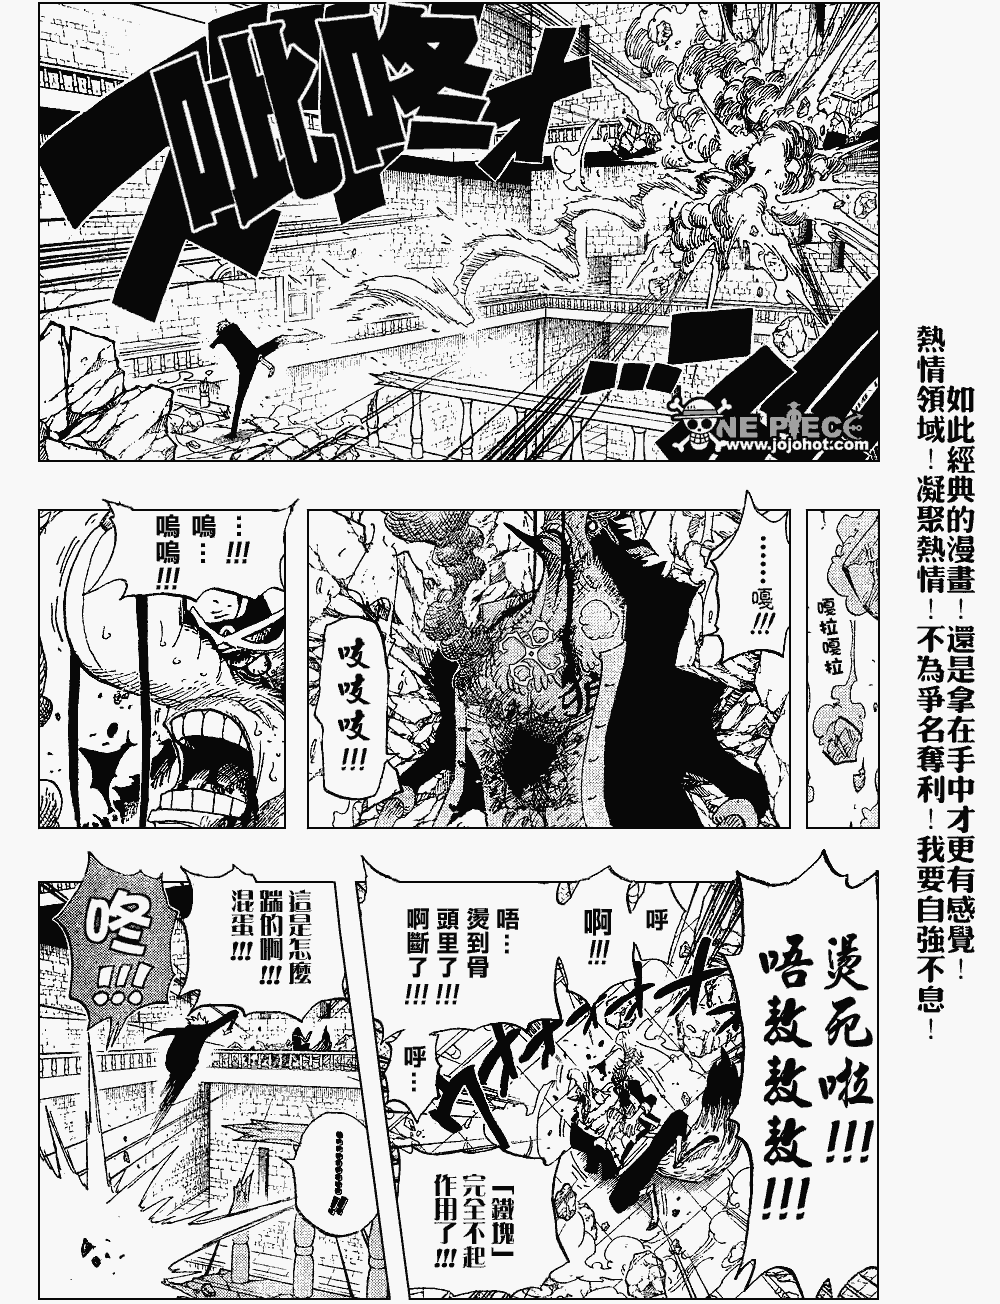 呲咚
ONE PIECE
www.jojohot.com
如此經典的漫畫！還是拿在手中才更有感覺！
熱情領域！凝聚熱情！不為爭名奪利！我要自強不息！
嘎拉嘎拉
……嘎!!!
吱吱吱!!!
…!!!
嗚…
嗚嗚!!!
燙死啦!!!
唔敖敖敖!!!
呼
啊!!!
唔…
燙到骨
頭里了!!!
啊斷了!!!
呼…
「鐵塊」
完全不起
作用了!!!
這是怎麼
踹的啊!!!
混蛋!!!
………!!!
咚!!!